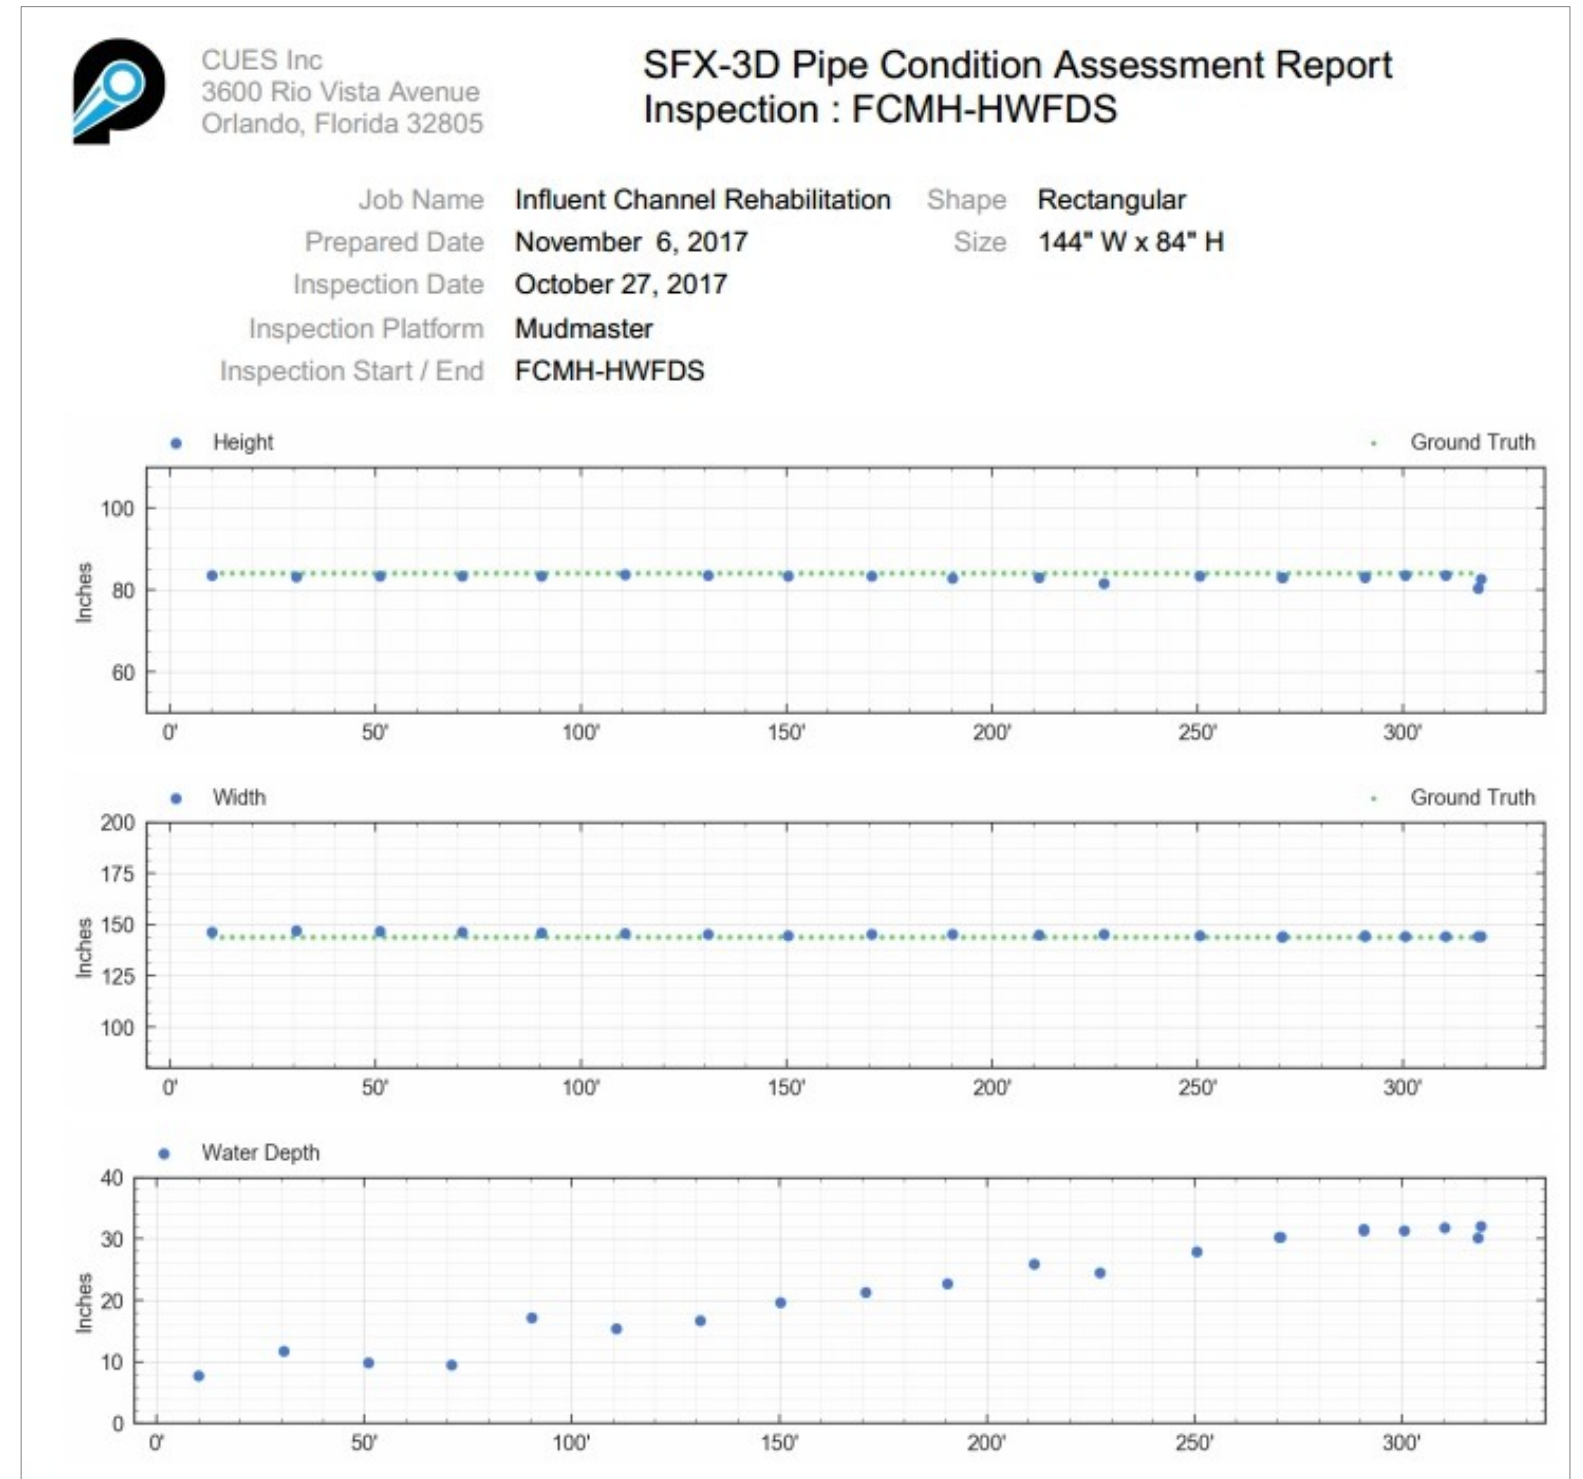 CUES Inc
3600 Rio Vista Avenue
Orlando, Florida 32805
SFX-3D Pipe Condition Assessment Report
Inspection : FCMH-HWFDS
Job Name Influent Channel Rehabilitation Shape Rectangular
Prepared Date November 6, 2017 Size 144" W x 84" H
Inspection Date October 27, 2017
Inspection Platform Mudmaster
Inspection Start / End FCMH-HWFDS
Height Ground Truth
100
80
60
Inches
0' 50' 100' 150' 200' 250' 300'
Width Ground Truth
200
175
150
125
100
Inches
0' 50' 100' 150' 200' 250' 300'
Water Depth
40
30
20
10
0
Inches
0' 50' 100' 150' 200' 250' 300'